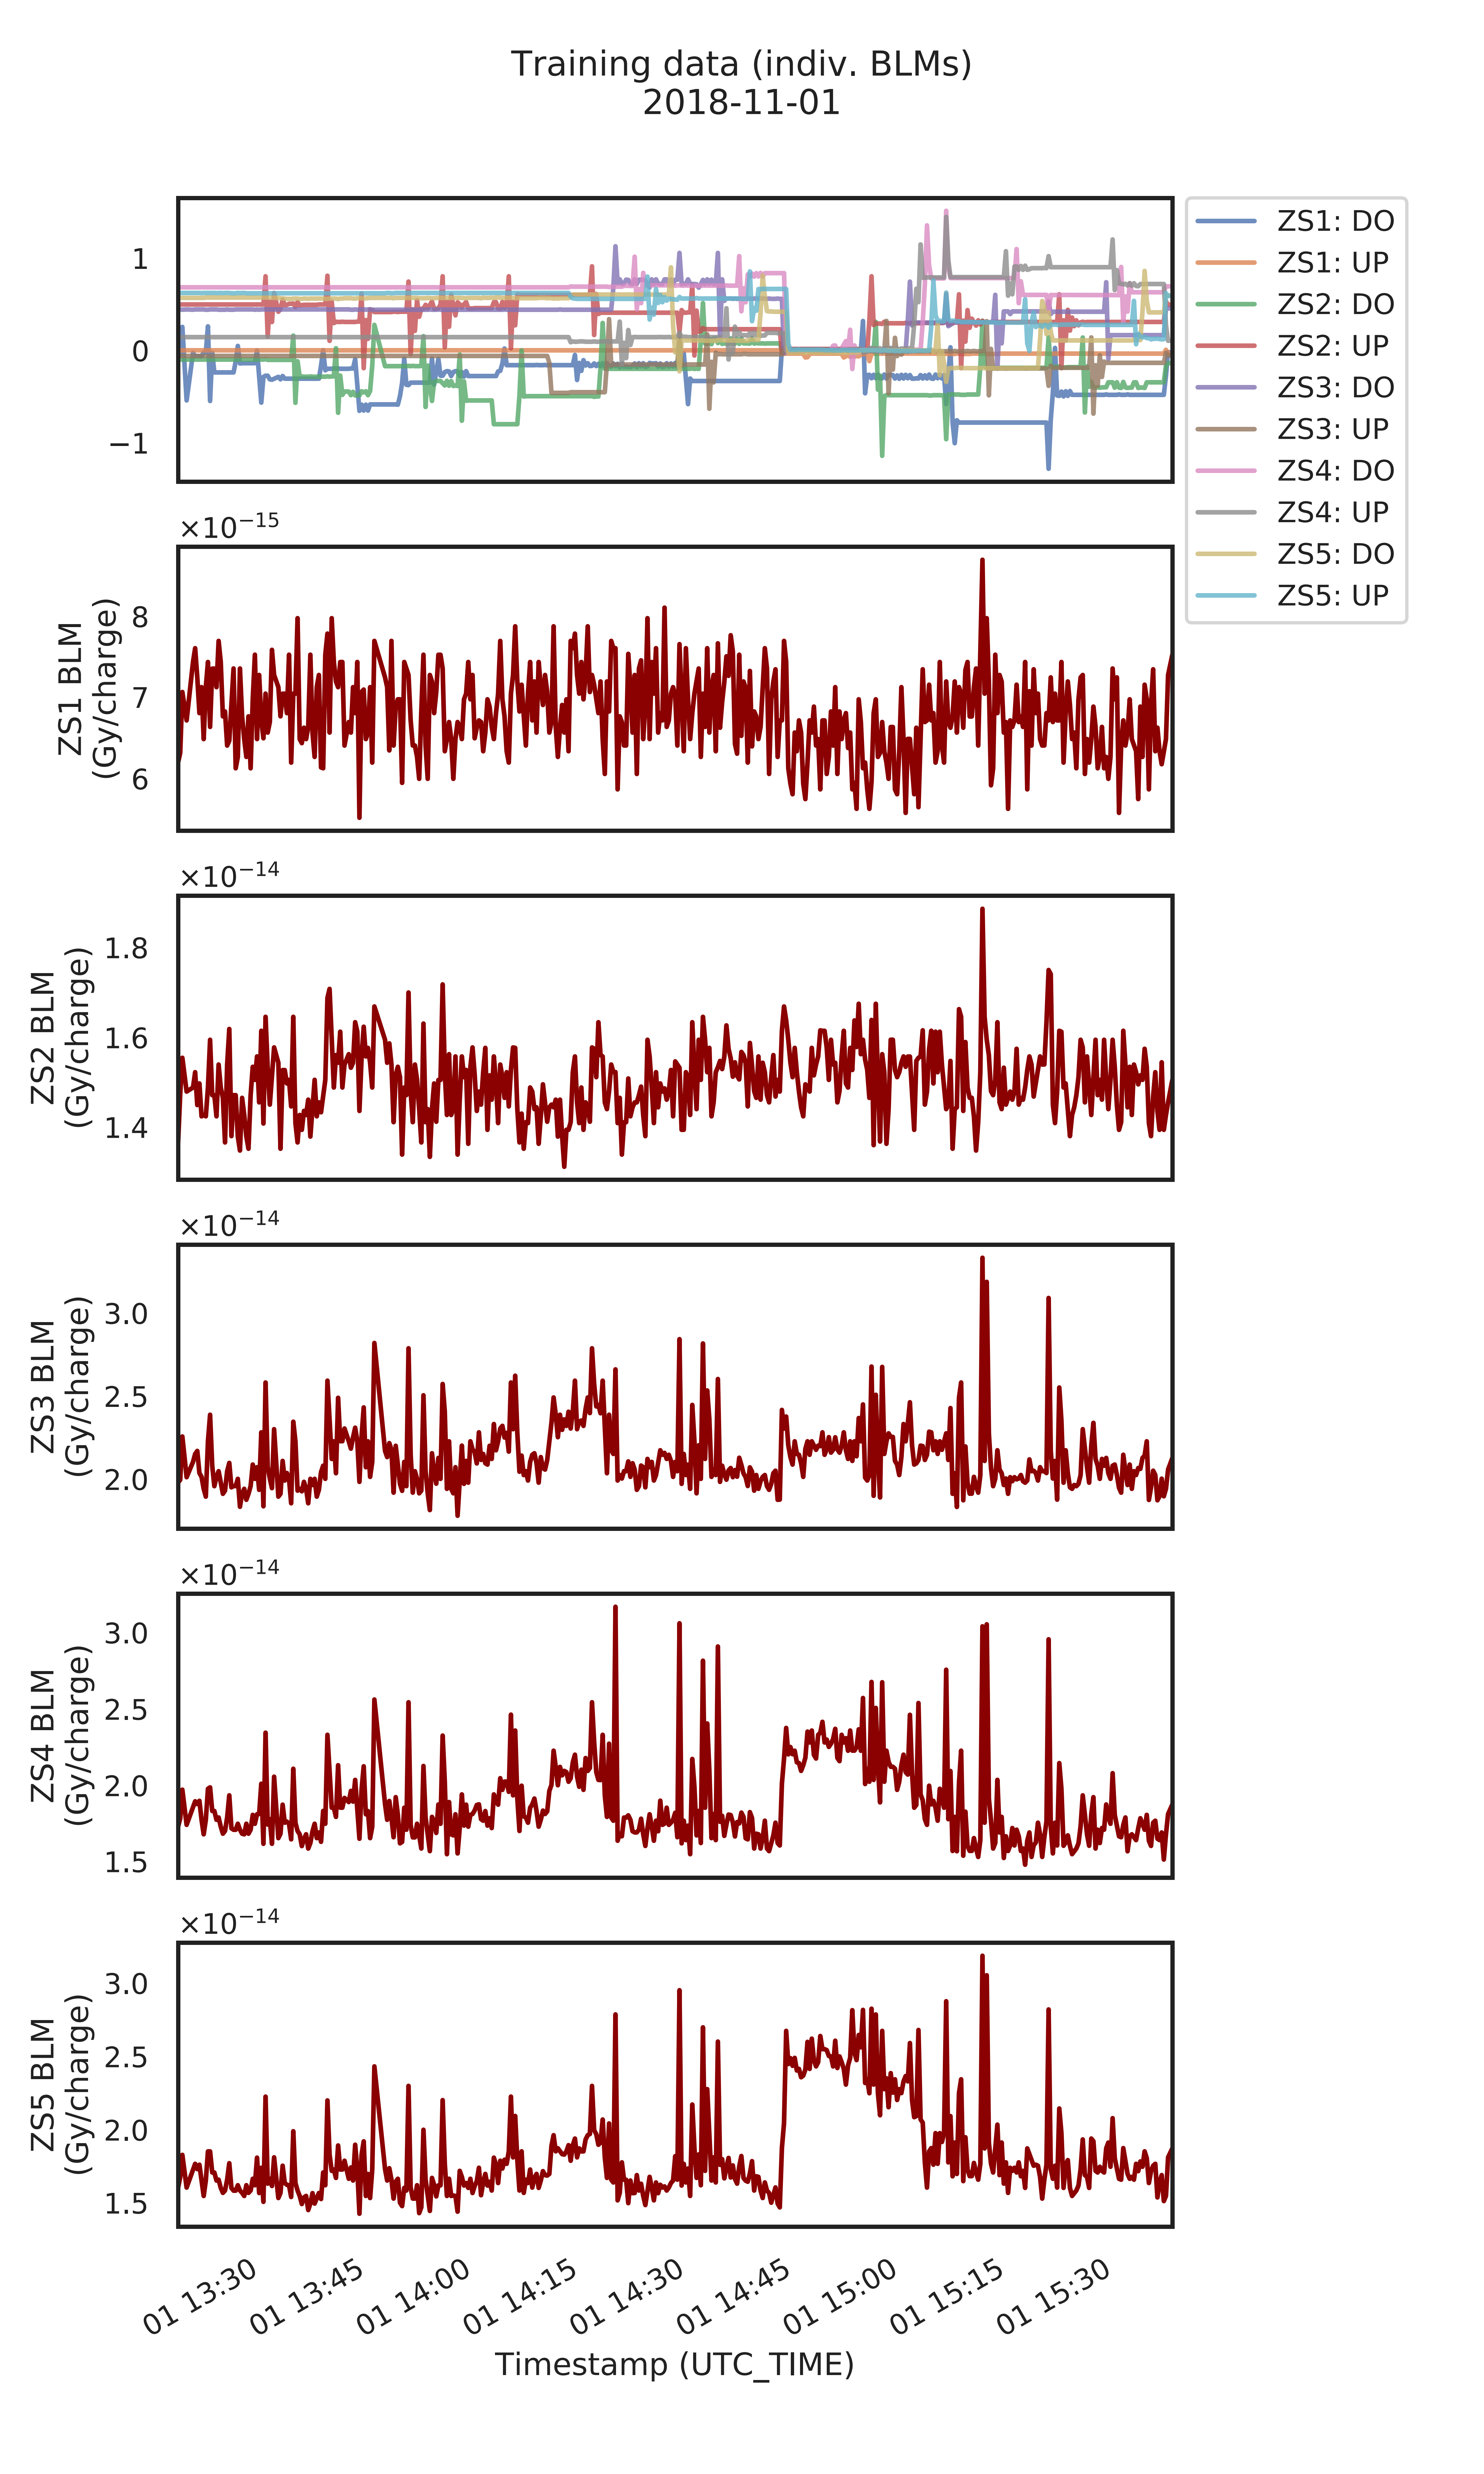 Training data (indiv. BLMs)
2018-11-01
1
0
−1
ZS1: DO
ZS1: UP
ZS2: DO
ZS2: UP
ZS3: DO
ZS3: UP
ZS4: DO
ZS4: UP
ZS5: DO
ZS5: UP
×10⁻¹⁵
ZS1 BLM
(Gy/charge)
8
7
6
×10⁻¹⁴
ZS2 BLM
(Gy/charge)
1.8
1.6
1.4
×10⁻¹⁴
ZS3 BLM
(Gy/charge)
3.0
2.5
2.0
×10⁻¹⁴
ZS4 BLM
(Gy/charge)
3.0
2.5
2.0
1.5
×10⁻¹⁴
ZS5 BLM
(Gy/charge)
3.0
2.5
2.0
1.5
01 13:30
01 13:45
01 14:00
01 14:15
01 14:30
01 14:45
01 15:00
01 15:15
01 15:30
Timestamp (UTC_TIME)